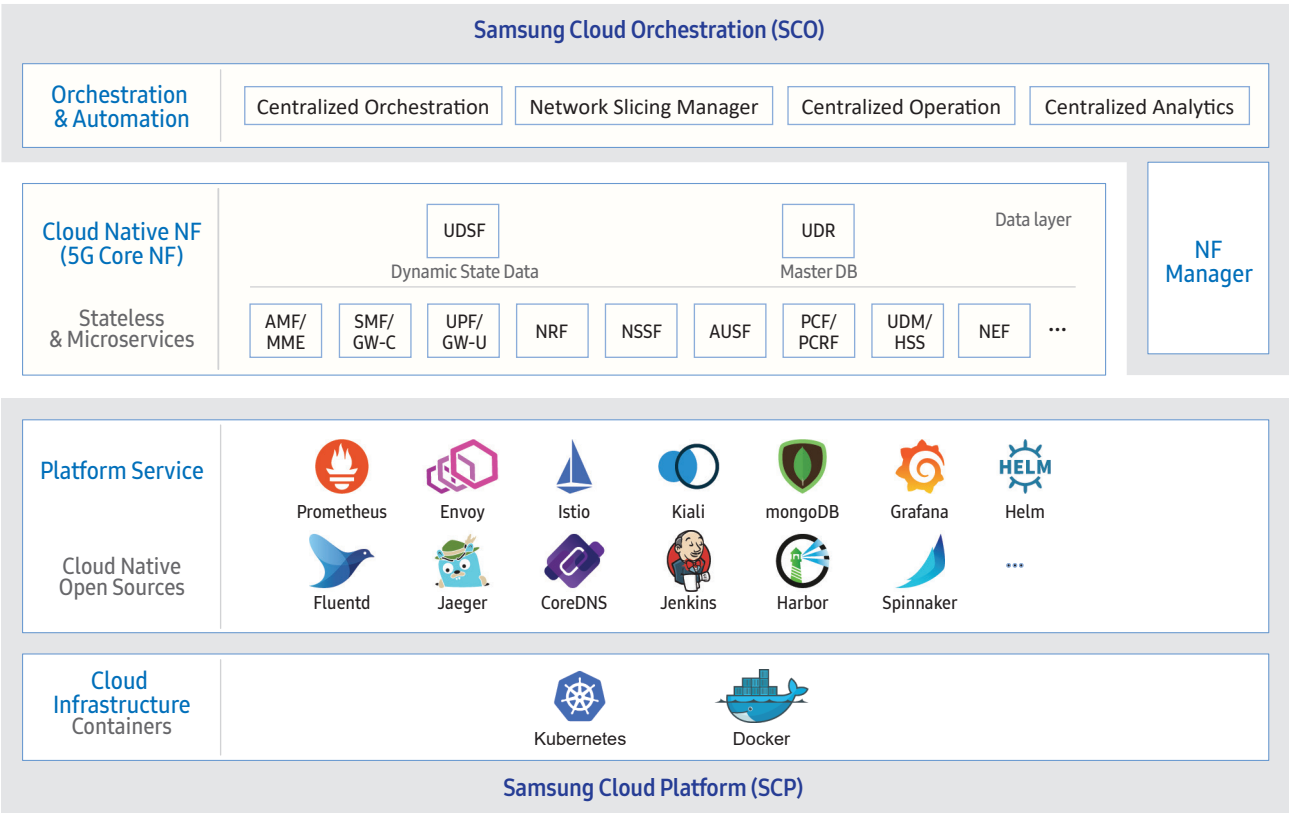 Samsung Cloud Orchestration (SCO)
Orchestration
& Automation
Centralized Orchestration
Network Slicing Manager
Centralized Operation
Centralized Analytics
Cloud Native NF
(5G Core NF)
Stateless
& Microservices
UDSF
Dynamic State Data
UDR
Master DB
Data layer
AMF/
MME
SMF/
GW-C
UPF/
GW-U
NRF
NSSF
AUSF
PCF/
PCRF
UDM/
HSS
NEF
...
NF
Manager
Platform Service
Cloud Native
Open Sources
HELM
Prometheus
Envoy
Istio
Kiali
mongoDB
Grafana
Helm
Fluentd
Jaeger
CoreDNS
Jenkins
Harbor
Spinnaker
...
Cloud
Infrastructure
Containers
Kubernetes
Docker
Samsung Cloud Platform (SCP)